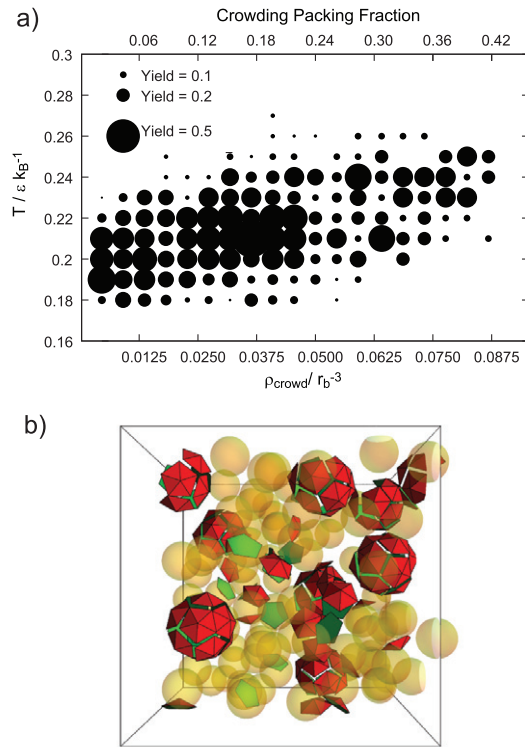 a)
Crowding Packing Fraction
0.06 0.12 0.18 0.24 0.30 0.36 0.42
0.3
0.28
0.26
0.24
0.22
0.2
0.18
0.16
T / ε k_B^-1
Yield = 0.1
Yield = 0.2
Yield = 0.5
0.0125 0.0250 0.0375 0.0500 0.0625 0.0750 0.0875
ρ_crowd / r_b^-3
b)